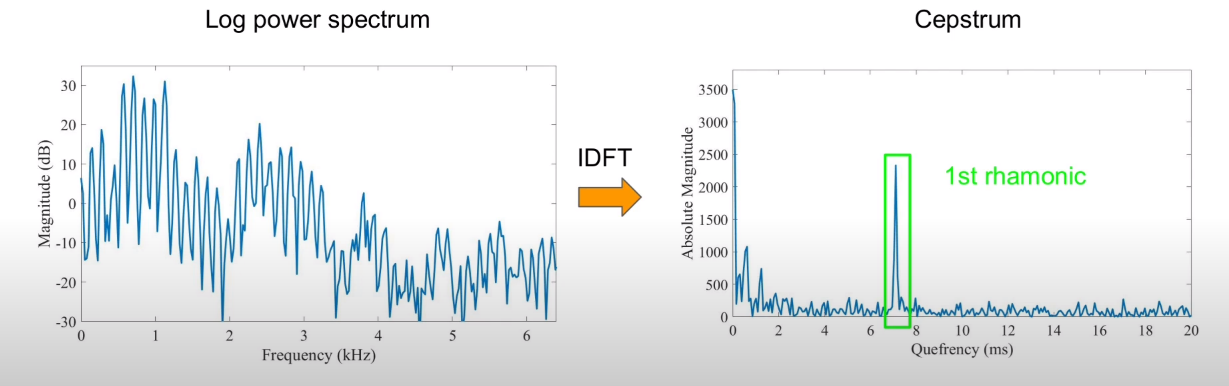 Log power spectrum
Cepstrum
30
20
10
0
-10
-20
-30
0 1 2 3 4 5 6
Magnitude (dB)
Frequency (kHz)
IDFT
3500
3000
2500
2000
1500
1000
500
0
0 2 4 6 8 10 12 14 16 18 20
Absolute Magnitude
Quefrency (ms)
1st rhamonic